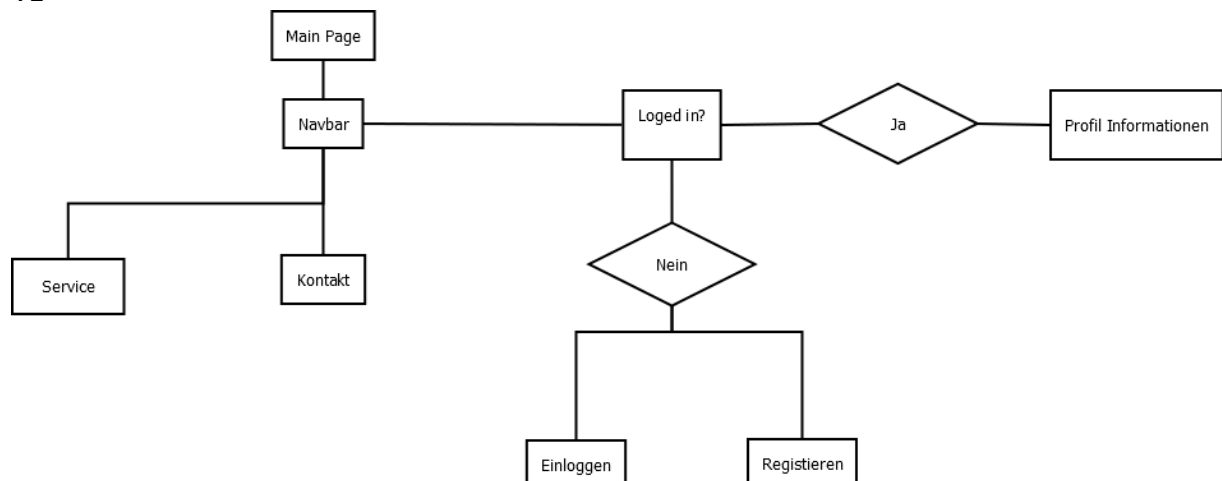 Main Page
Navbar
Loged in?
Ja
Profil Informationen
Nein
Service
Kontakt
Einloggen
Registieren